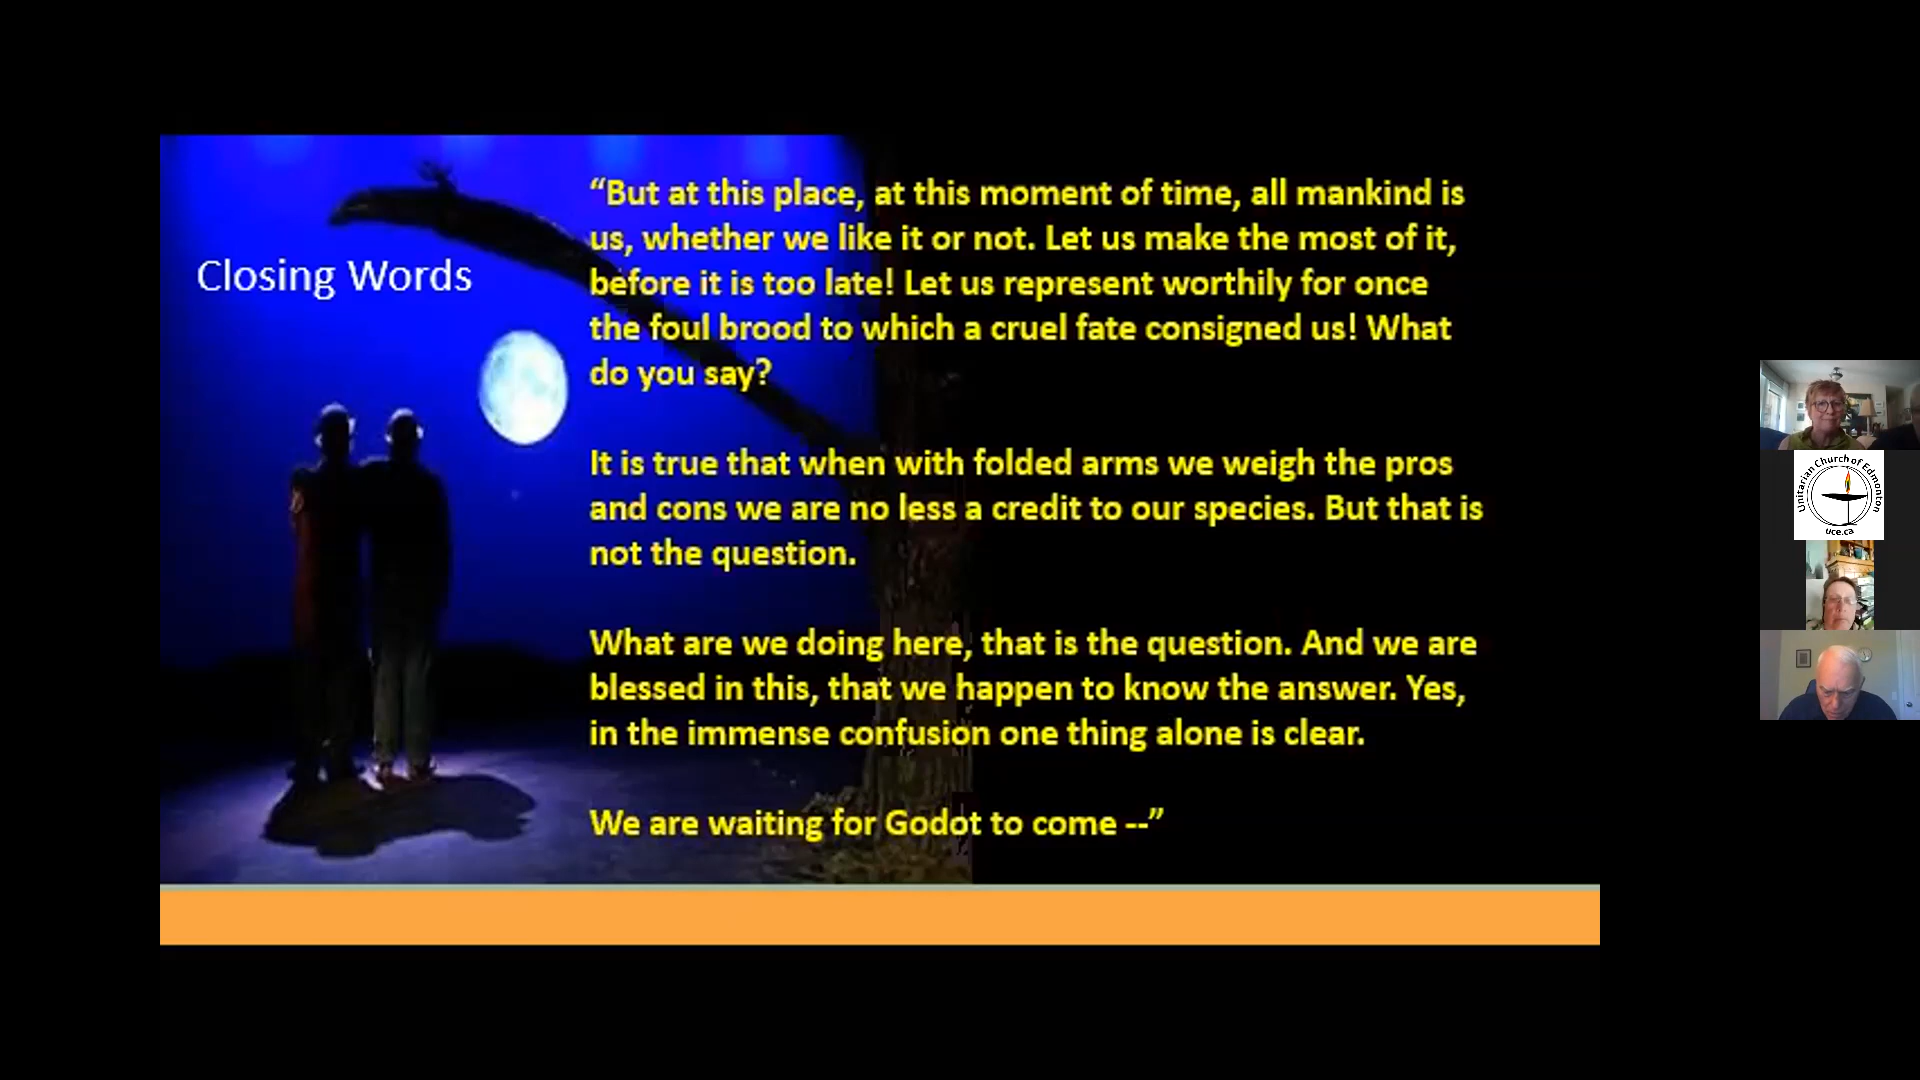 Closing Words
“But at this place, at this moment of time, all mankind is
us, whether we like it or not. Let us make the most of it,
before it is too late! Let us represent worthily for once
the foul brood to which a cruel fate consigned us! What
do you say?
It is true that when with folded arms we weigh the pros
and cons we are no less a credit to our species. But that is
not the question.
What are we doing here, that is the question. And we are
blessed in this, that we happen to know the answer. Yes,
in the immense confusion one thing alone is clear.
We are waiting for Godot to come --”
Unitarian Church of Edmonton
uce.ca